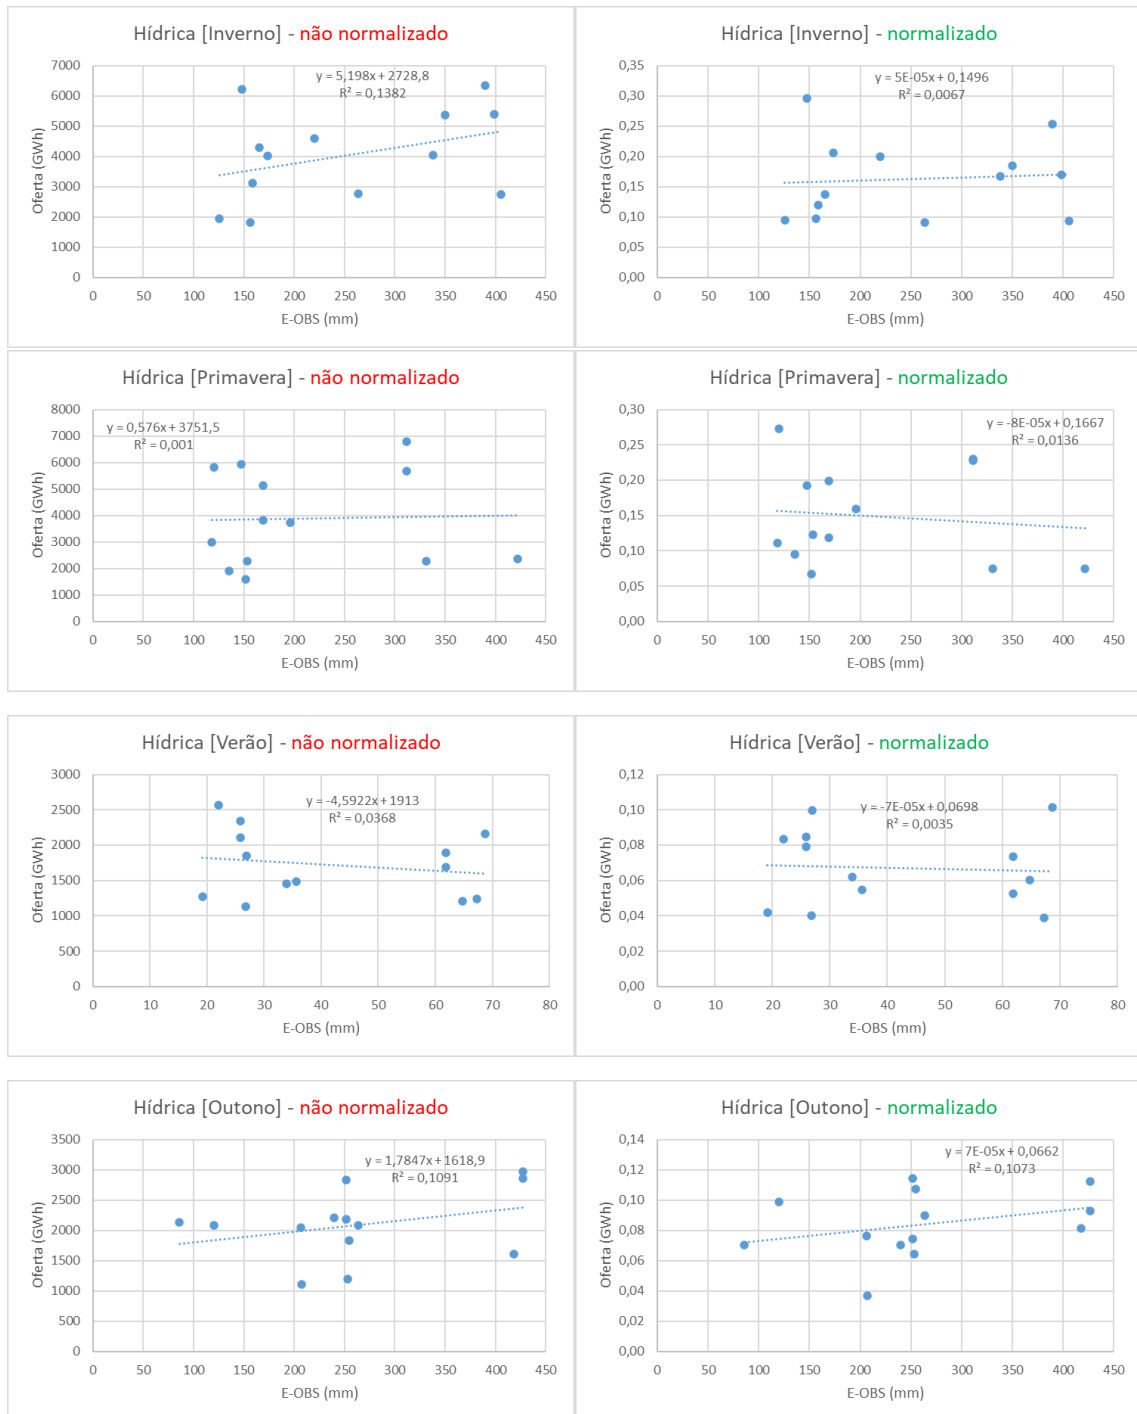 Hídrica [Inverno] - não normalizado
y = 5,198x + 2728,8
R² = 0,1382
Oferta (GWh)
7000
6000
5000
4000
3000
2000
1000
0
0 50 100 150 200 250 300 350 400 450
E-OBS (mm)
Hídrica [Inverno] - normalizado
y = 5E-05x + 0,1496
R² = 0,0067
Oferta (GWh)
0,35
0,30
0,25
0,20
0,15
0,10
0,05
0,00
0 50 100 150 200 250 300 350 400 450
E-OBS (mm)
Hídrica [Primavera] - não normalizado
y = 0,576x + 3751,5
R² = 0,001
Oferta (GWh)
8000
7000
6000
5000
4000
3000
2000
1000
0
0 50 100 150 200 250 300 350 400 450
E-OBS (mm)
Hídrica [Primavera] - normalizado
y = -8E-05x + 0,1667
R² = 0,0136
Oferta (GWh)
0,30
0,25
0,20
0,15
0,10
0,05
0,00
0 50 100 150 200 250 300 350 400 450
E-OBS (mm)
Hídrica [Verão] - não normalizado
y = -4,5922x + 1913
R² = 0,0368
Oferta (GWh)
3000
2500
2000
1500
1000
500
0
0 10 20 30 40 50 60 70 80
E-OBS (mm)
Hídrica [Verão] - normalizado
y = -7E-05x + 0,0698
R² = 0,0035
Oferta (GWh)
0,12
0,10
0,08
0,06
0,04
0,02
0,00
0 10 20 30 40 50 60 70 80
E-OBS (mm)
Hídrica [Outono] - não normalizado
y = 1,7847x + 1618,9
R² = 0,1091
Oferta (GWh)
3500
3000
2500
2000
1500
1000
500
0
0 50 100 150 200 250 300 350 400 450
E-OBS (mm)
Hídrica [Outono] - normalizado
y = 7E-05x + 0,0662
R² = 0,1073
Oferta (GWh)
0,14
0,12
0,10
0,08
0,06
0,04
0,02
0,00
0 50 100 150 200 250 300 350 400 450
E-OBS (mm)